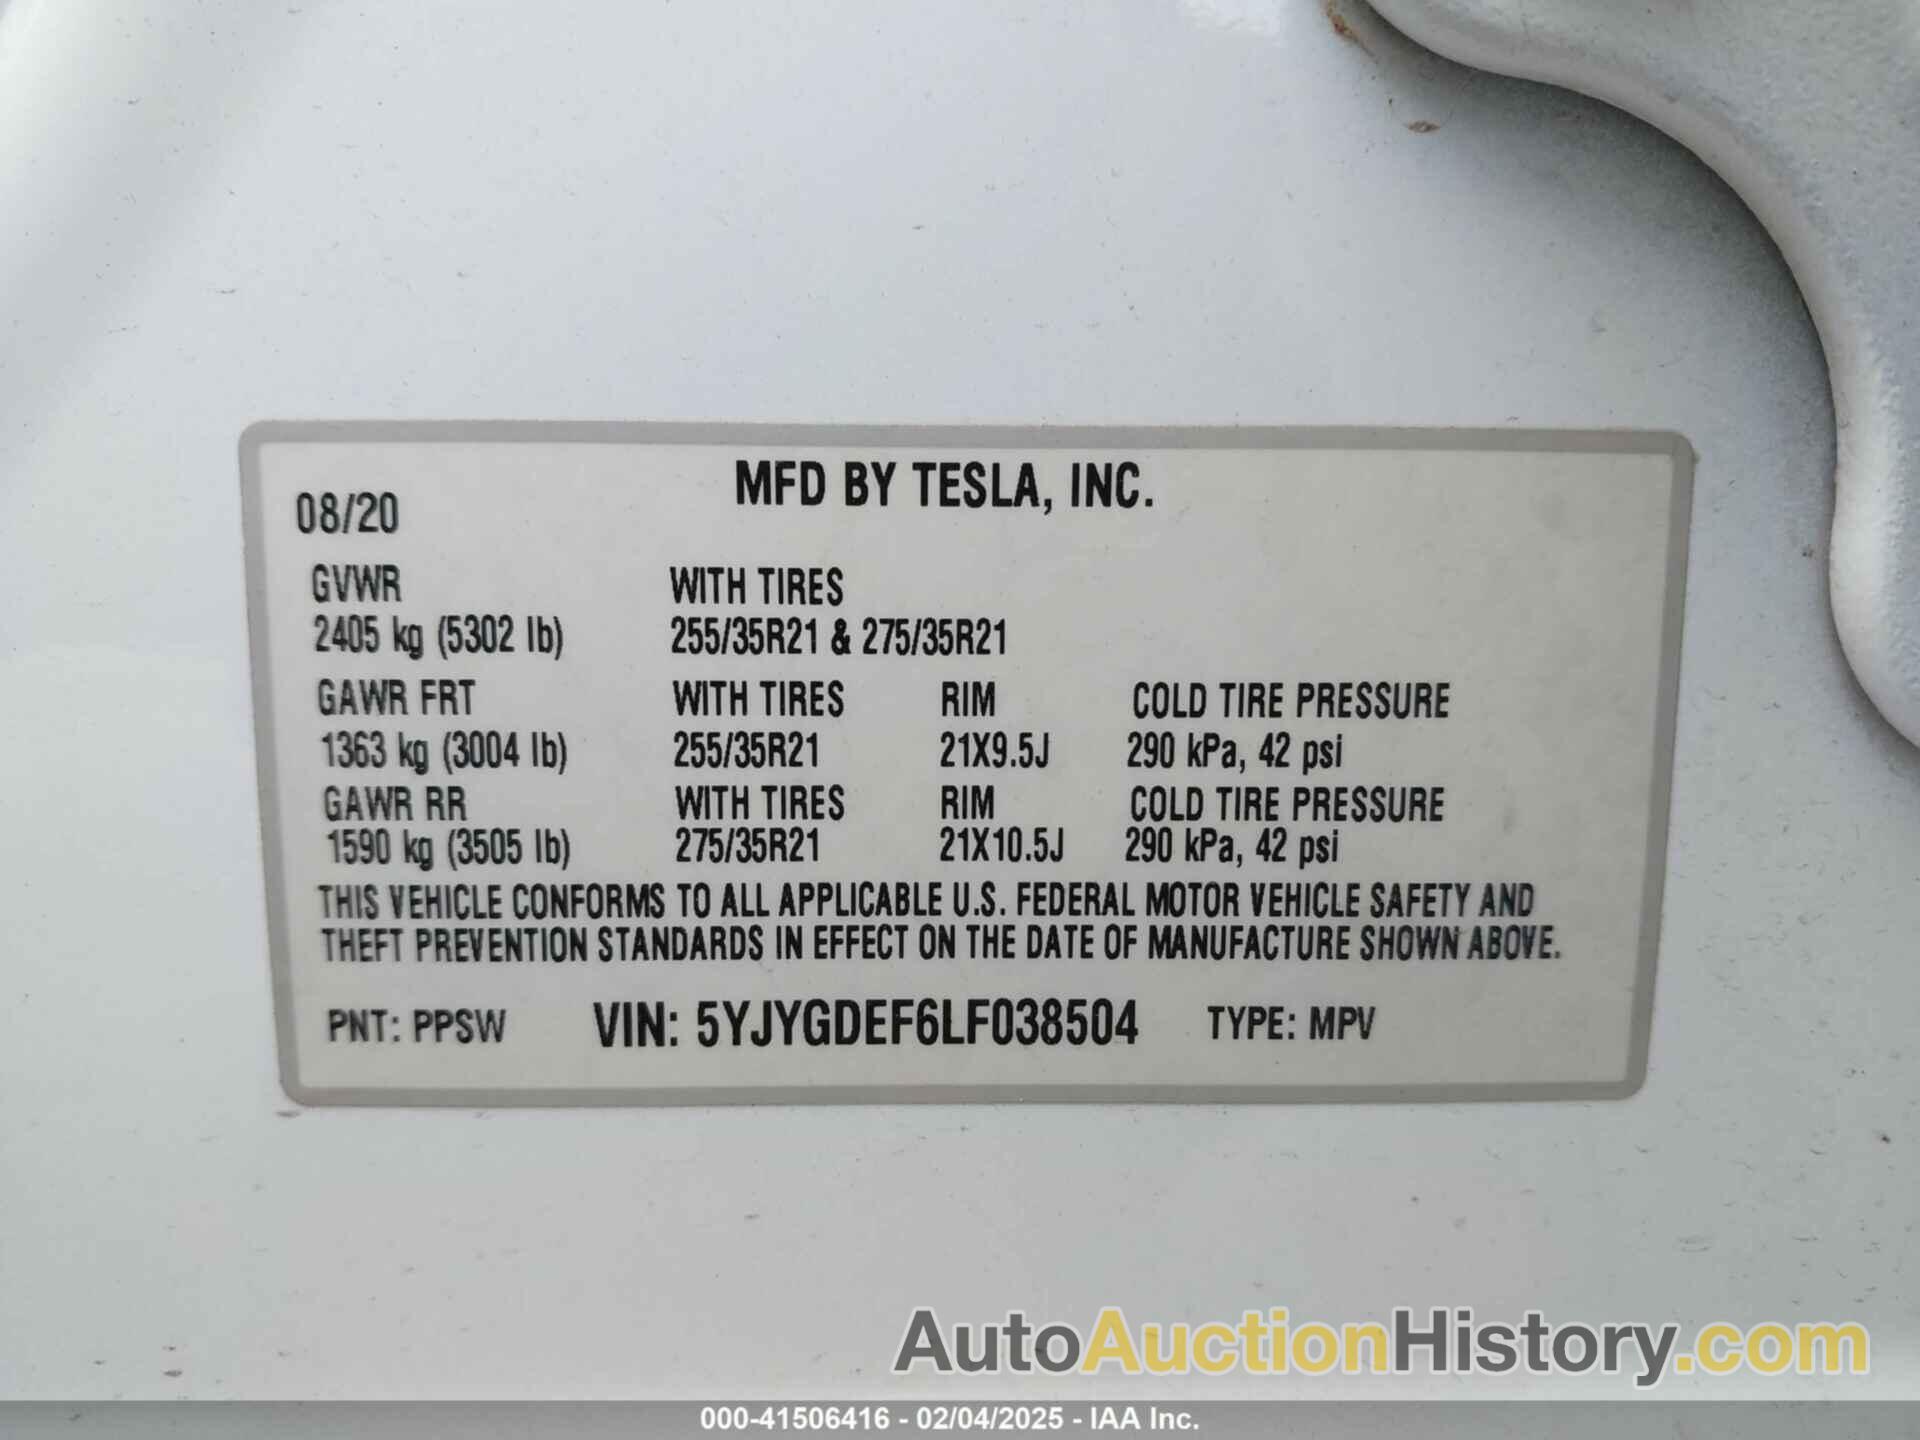 MFD BY TESLA, INC.
08/20
GVWR WITH TIRES
2405 kg (5302 lb) 255/35R21 & 275/35R21
GAWR FRT WITH TIRES RIM COLD TIRE PRESSURE
1363 kg (3004 lb) 255/35R21 21X9.5J 290 kPa, 42 psi
GAWR RR WITH TIRES RIM COLD TIRE PRESSURE
1590 kg (3505 lb) 275/35R21 21X10.5J 290 kPa, 42 psi
THIS VEHICLE CONFORMS TO ALL APPLICABLE U.S. FEDERAL MOTOR VEHICLE SAFETY AND
THEFT PREVENTION STANDARDS IN EFFECT ON THE DATE OF MANUFACTURE SHOWN ABOVE.
PNT: PPSW VIN: 5YJYGDEF6LF038504 TYPE: MPV
AutoAuctionHistory.com
000-41506416 - 02/04/2025 - IAA Inc.